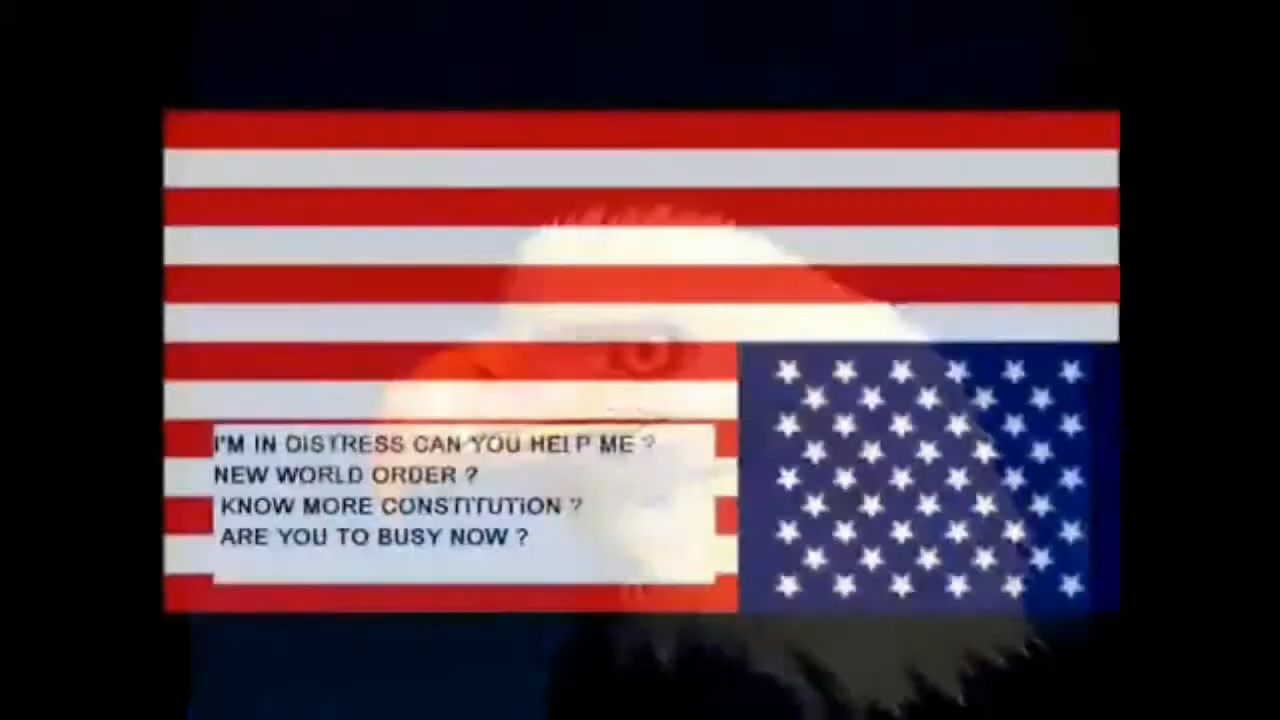 I'M IN DISTRESS CAN YOU HELP ME ?
NEW WORLD ORDER ?
KNOW MORE CONSTITUTION ?
ARE YOU TO BUSY NOW ?